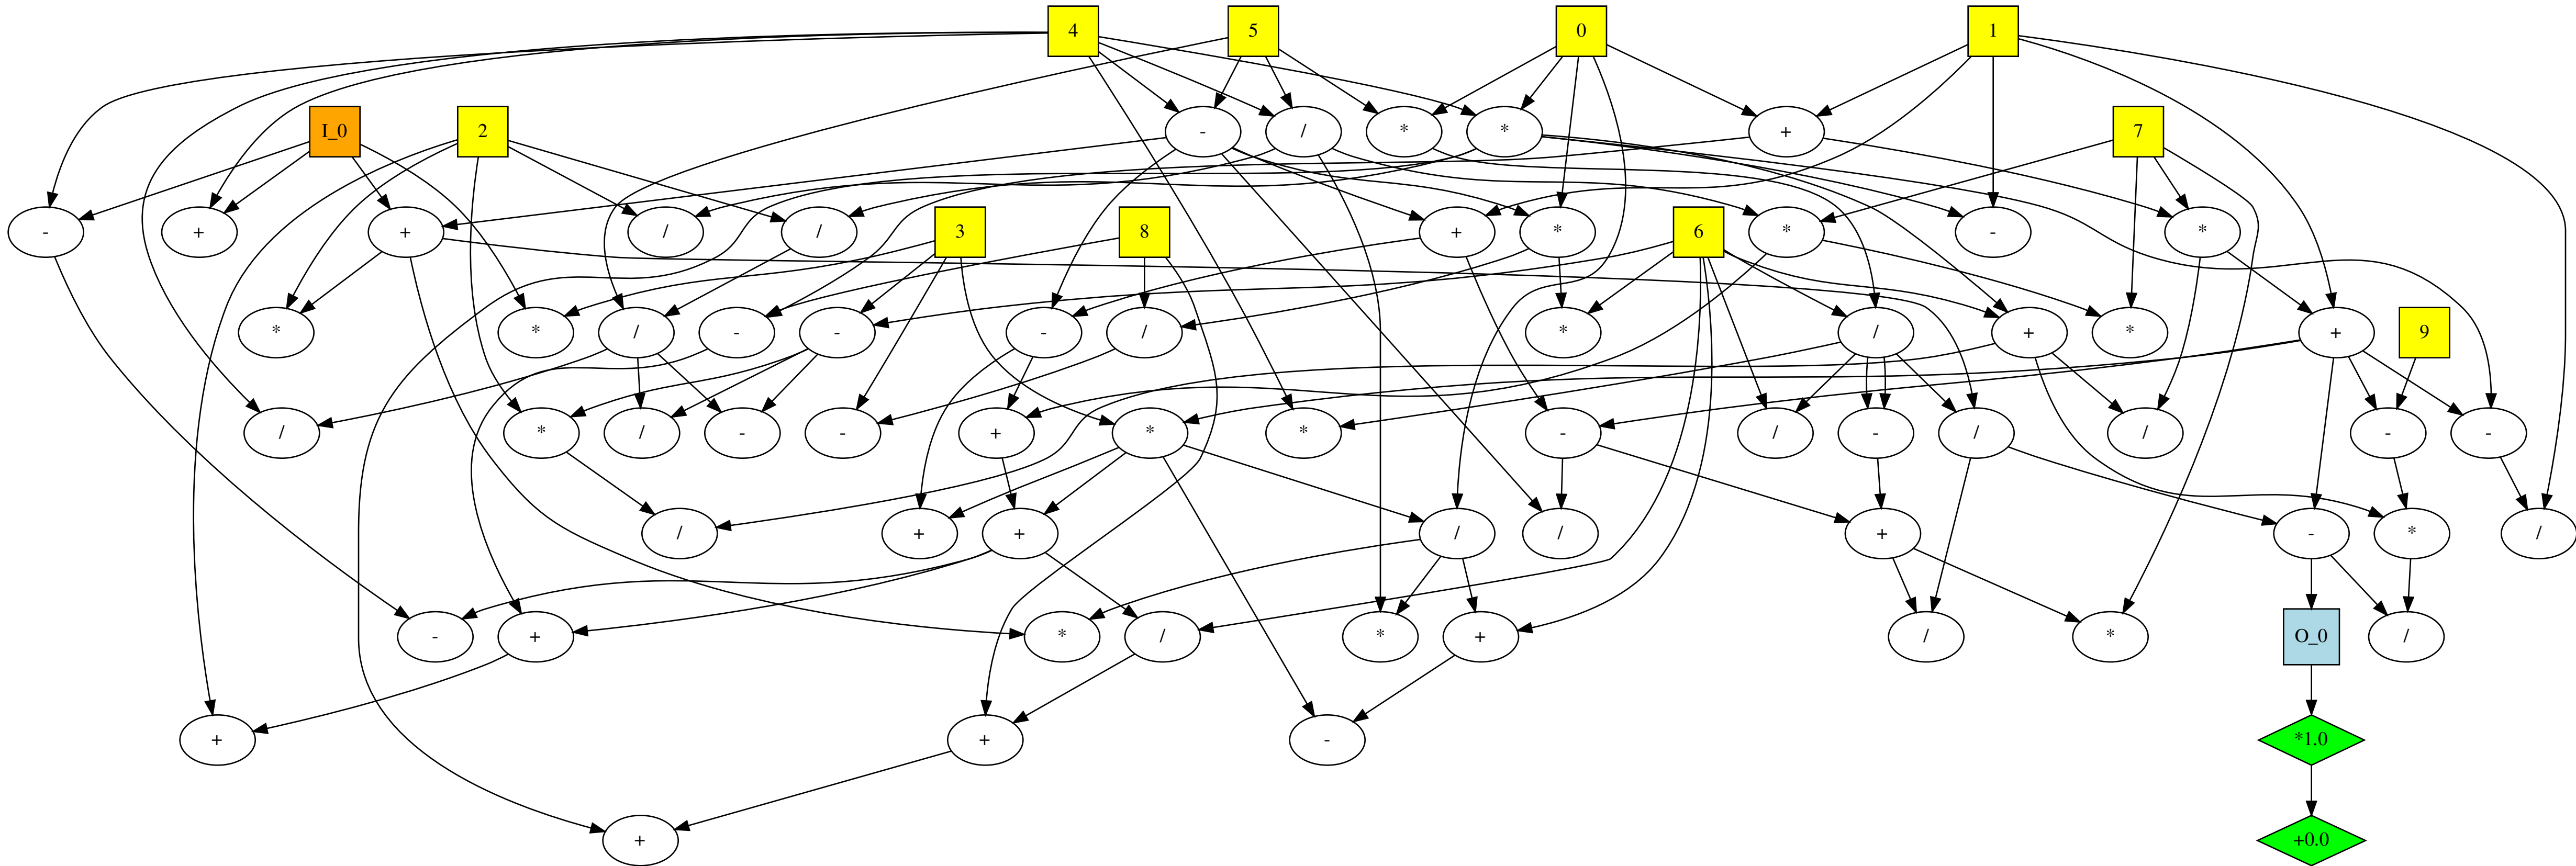 4 5 0 1
I_0 2 - / * * + 7
- + + / / 3 8 + * 6 * - *
* * / - - - / * / + * + 9
/ * / - - + * * - / - / / - -
/ + + / / + - * /
- + * / * + / * O_0 /
+ + - *1.0
+ +0.0